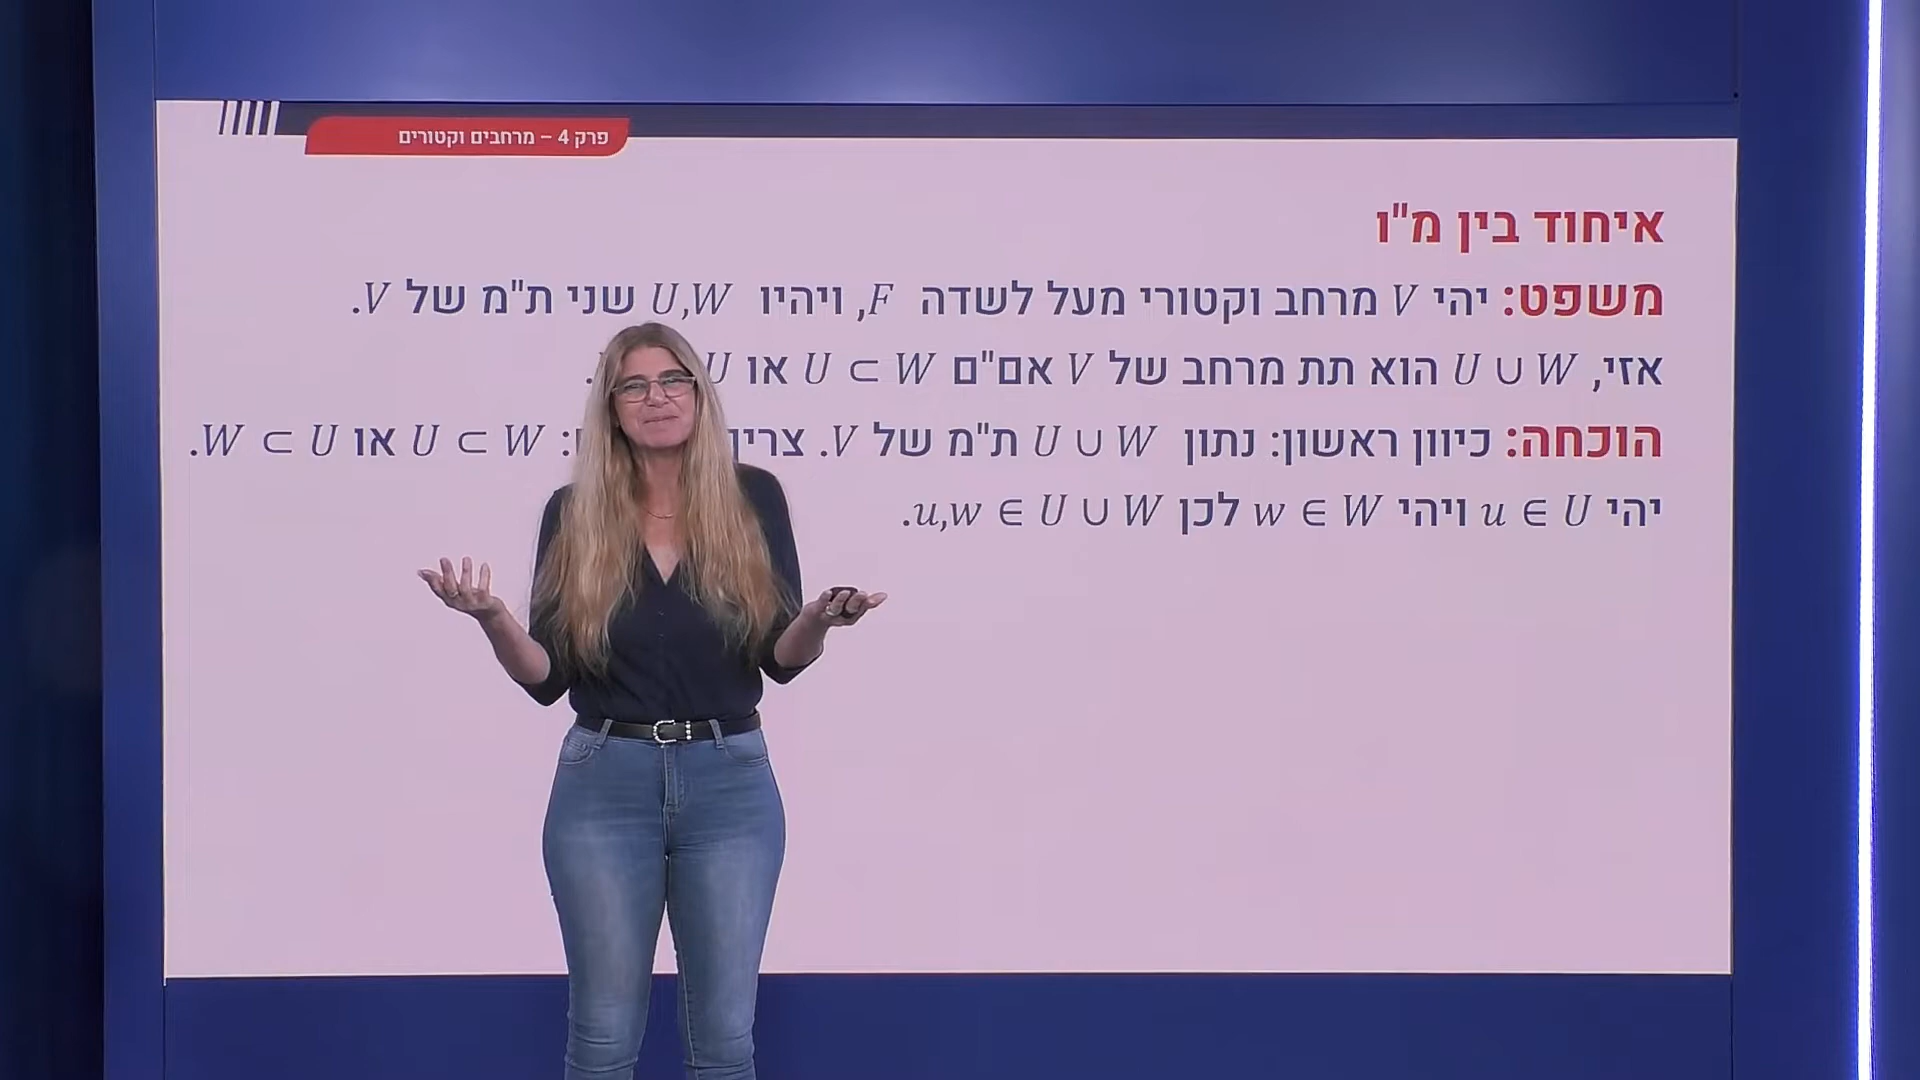 פרק 4 – מרחבים וקטורים
איחוד בין מ"ו
משפט: יהי V מרחב וקטורי מעל לשדה F, ויהיו U,W שני ת"מ של V.
אזי, U ∪ W הוא תת מרחב של V אם"ם U ⊂ W או U
הוכחה: כיוון ראשון: נתון U ∪ W ת"מ של V. צריך : U ⊂ W או W ⊂ U.
יהי u ∈ U ויהי w ∈ W לכן u,w ∈ U ∪ W.